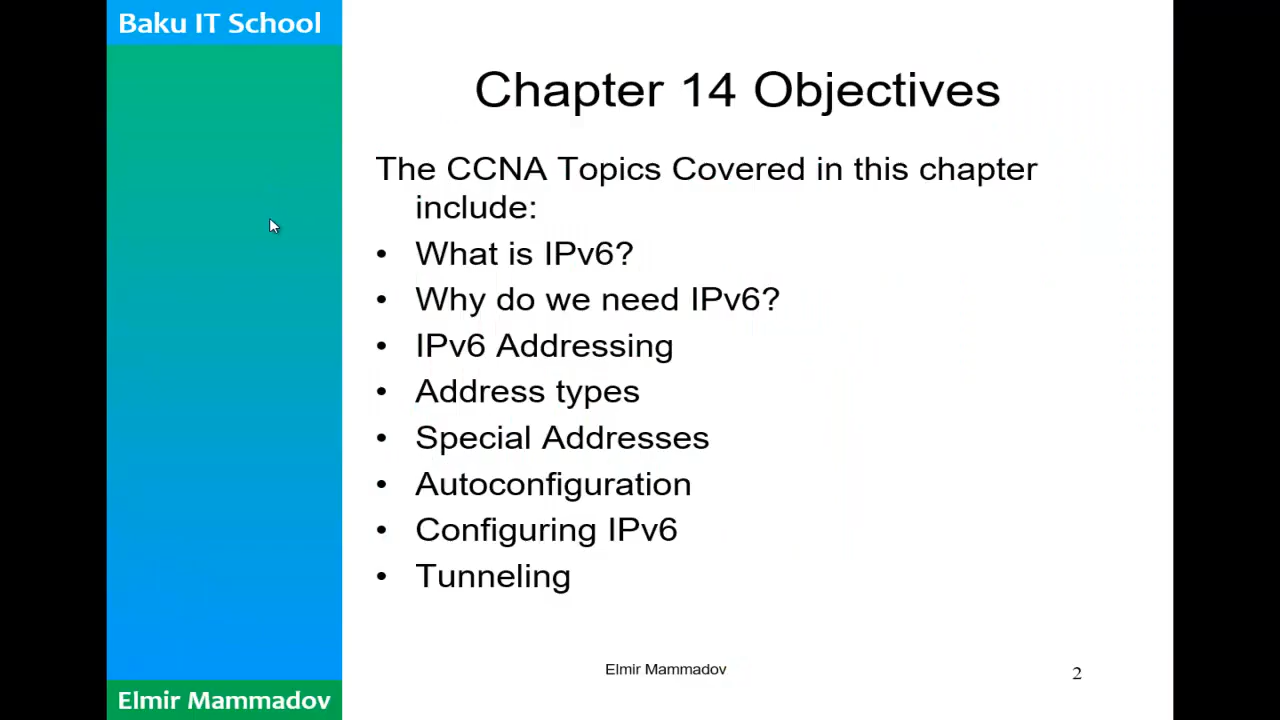 Baku IT School
Chapter 14 Objectives
The CCNA Topics Covered in this chapter
include:
• What is IPv6?
• Why do we need IPv6?
• IPv6 Addressing
• Address types
• Special Addresses
• Autoconfiguration
• Configuring IPv6
• Tunneling
Elmir Mammadov
2
Elmir Mammadov